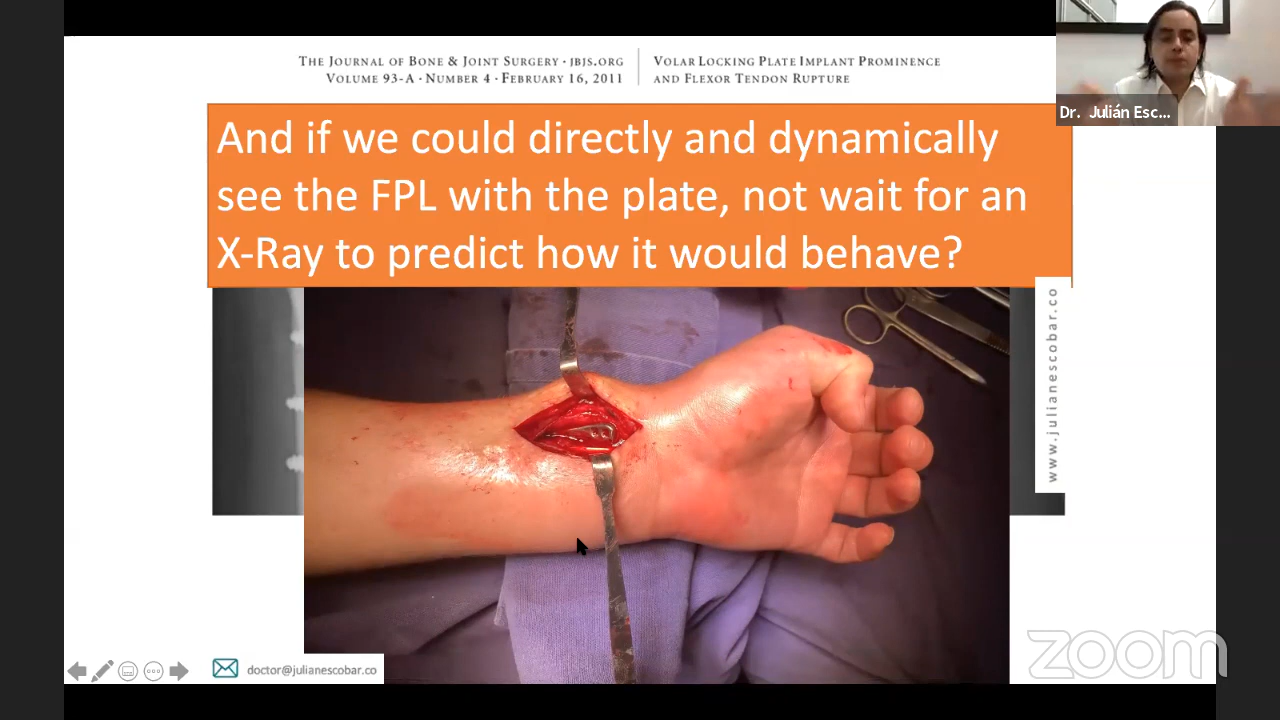 THE JOURNAL OF BONE & JOINT SURGERY · JBJS.ORG
VOLUME 93-A · NUMBER 4 · FEBRUARY 16, 2011
VOLAR LOCKING PLATE IMPLANT PROMINENCE
AND FLEXOR TENDON RUPTURE
Dr. Julián Esc...
And if we could directly and dynamically
see the FPL with the plate, not wait for an
X-Ray to predict how it would behave?
www.julianescobar.co
doctor@julianescobar.co
zoom